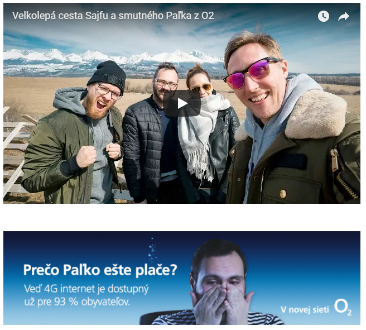 Velkolepá cesta Sajfu a smutného Paľka z O2
Prečo Paľko ešte plače?
Veď 4G internet je dostupný
už pre 93 % obyvateľov.
V novej sieti O2